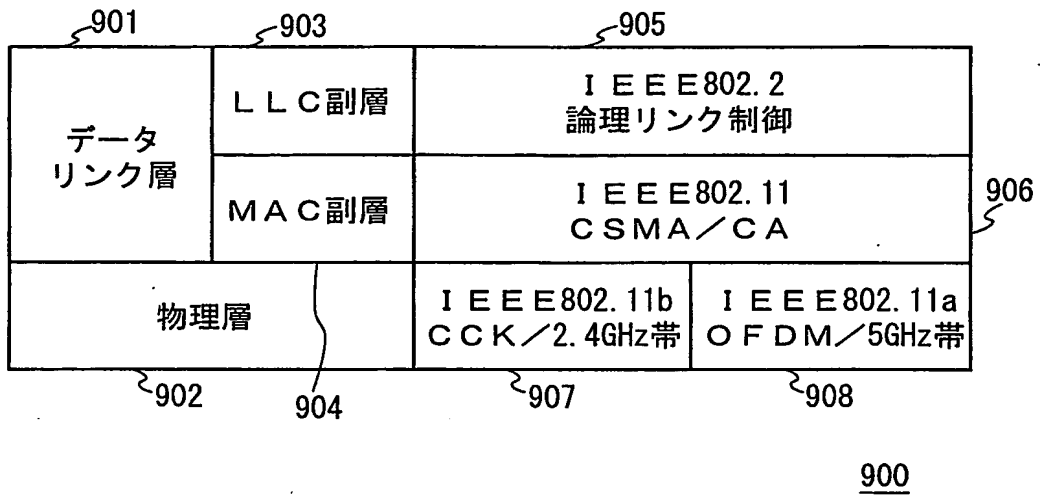 901
903
905
データ
リンク層
LLC副層
IEEE802.2
論理リンク制御
MAC副層
IEEE802.11
CSMA/CA
906
物理層
IEEE802.11b
CCK/2.4GHz帯
IEEE802.11a
OFDM/5GHz帯
902
904
907
908
900